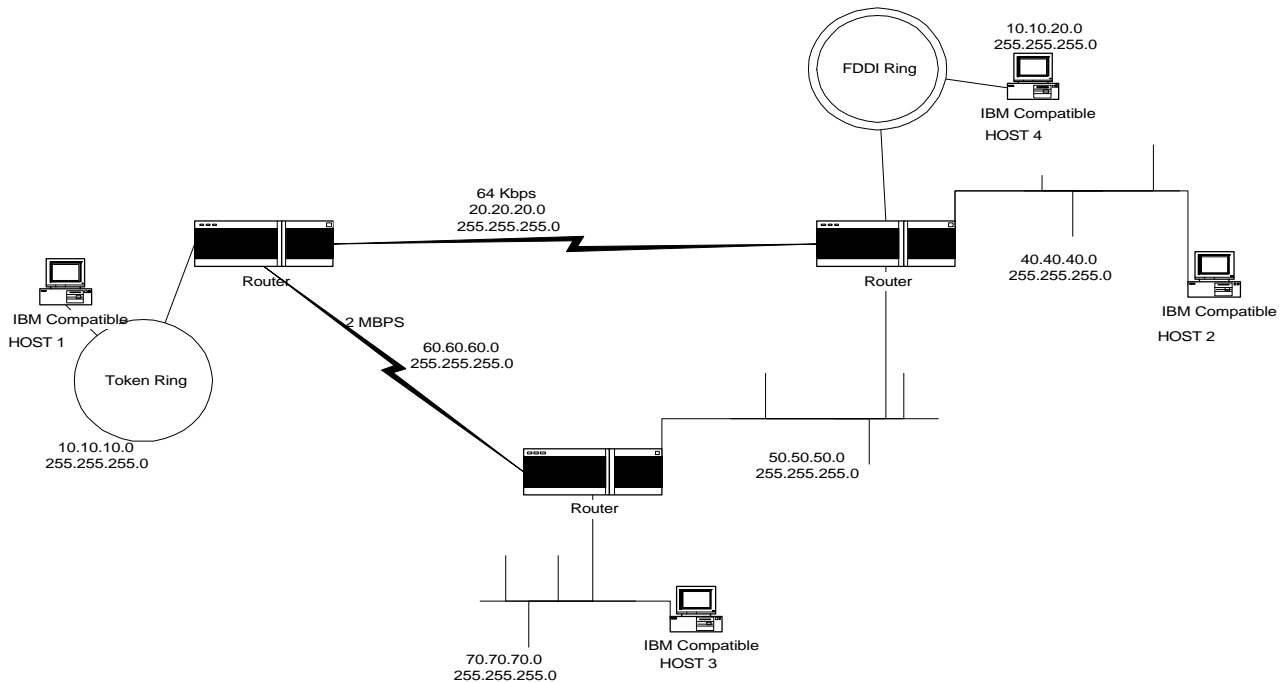 10.10.20.0
255.255.255.0
FDDI Ring
IBM Compatible
HOST 4
64 Kbps
20.20.20.0
255.255.255.0
Router
Router
40.40.40.0
255.255.255.0
IBM Compatible
HOST 2
IBM Compatible
HOST 1
2 MBPS
60.60.60.0
255.255.255.0
Token Ring
10.10.10.0
255.255.255.0
50.50.50.0
255.255.255.0
Router
IBM Compatible
HOST 3
70.70.70.0
255.255.255.0